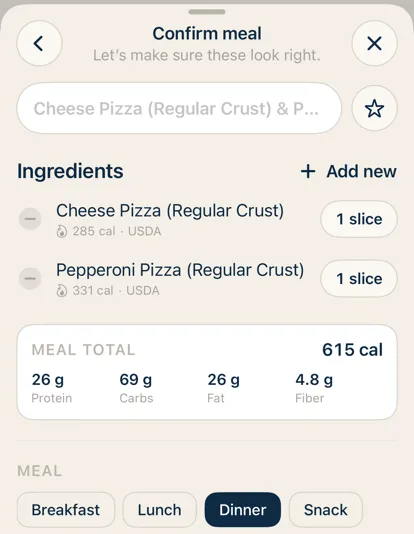 Confirm meal
Let's make sure these look right.
Cheese Pizza (Regular Crust) & P...
Ingredients
+ Add new
Cheese Pizza (Regular Crust)
285 cal · USDA
1 slice
Pepperoni Pizza (Regular Crust)
331 cal · USDA
1 slice
MEAL TOTAL
615 cal
26 g
69 g
26 g
4.8 g
Protein
Carbs
Fat
Fiber
MEAL
Breakfast
Lunch
Dinner
Snack